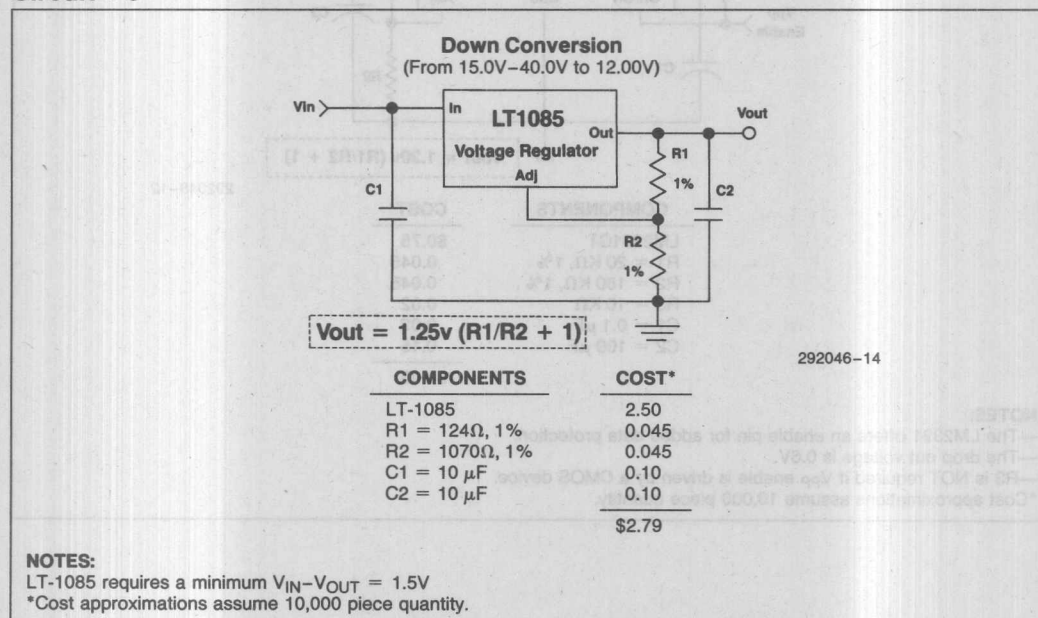 Down Conversion
(From 15.0V–40.0V to 12.00V)
Vin
In
LT1085
Voltage Regulator
Out
Adj
Vout
R1
1%
C1
C2
R2
1%
Vout = 1.25v (R1/R2 + 1)
292046–14
COMPONENTS COST*
LT-1085 2.50
R1 = 124Ω, 1% 0.045
R2 = 1070Ω, 1% 0.045
C1 = 10 μF 0.10
C2 = 10 μF 0.10
$2.79
NOTES:
LT-1085 requires a minimum VIN–VOUT = 1.5V
*Cost approximations assume 10,000 piece quantity.